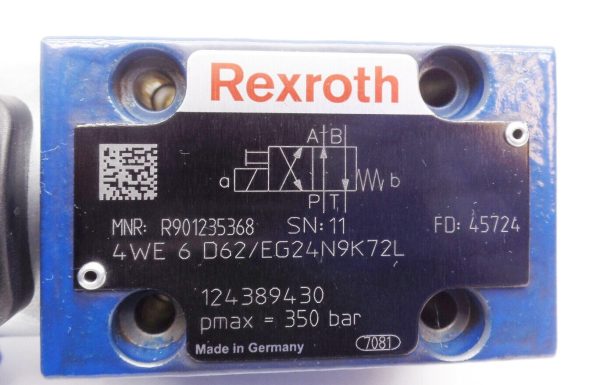 Rexroth
A B
a b
P T
MNR: R901235368 SN: 11 FD: 45724
4WE 6 D62/EG24N9K72L
124389430
pmax = 350 bar
Made in Germany 7081